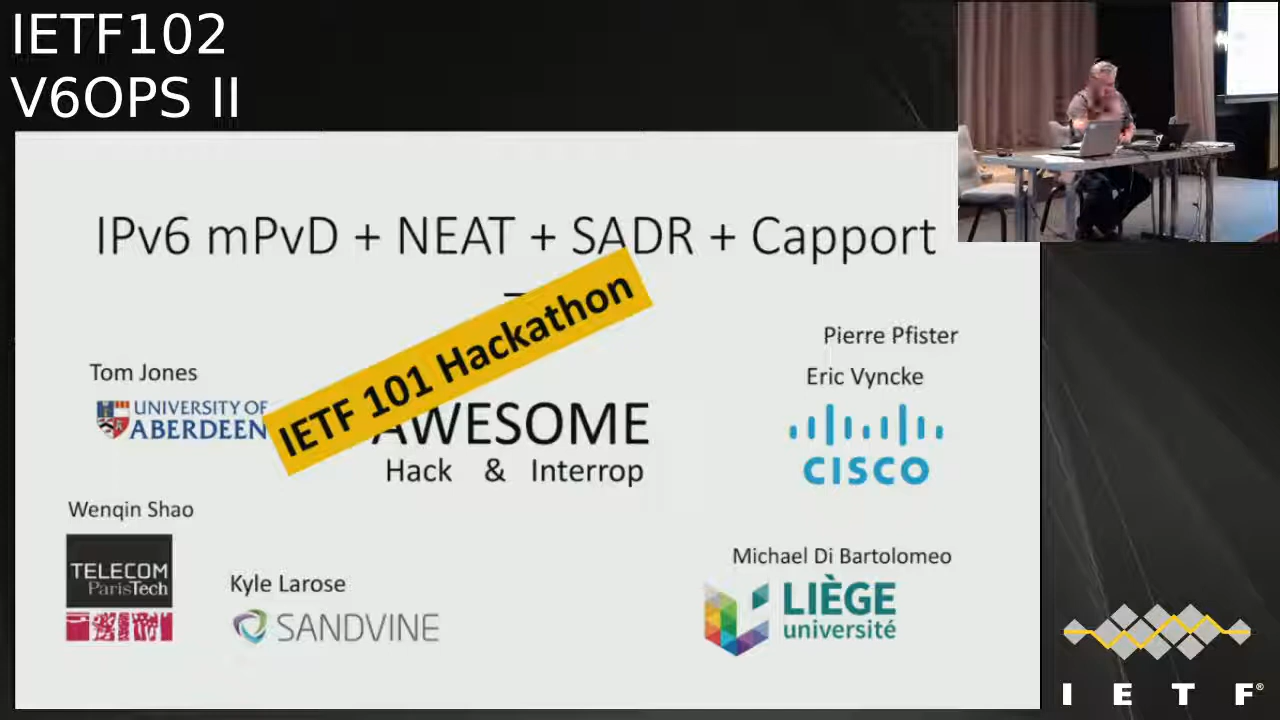 IETF102
V6OPS II
IPv6 mPvD + NEAT + SADR + Capport
=
IETF 101 Hackathon
Pierre Pfister
Eric Vyncke
CISCO
Tom Jones
UNIVERSITY OF
ABERDEEN
AWESOME
Hack & Interrop
Wenqin Shao
TELECOM
ParisTech
Kyle Larose
SANDVINE
Michael Di Bartolomeo
LIÈGE
université
I E T F®